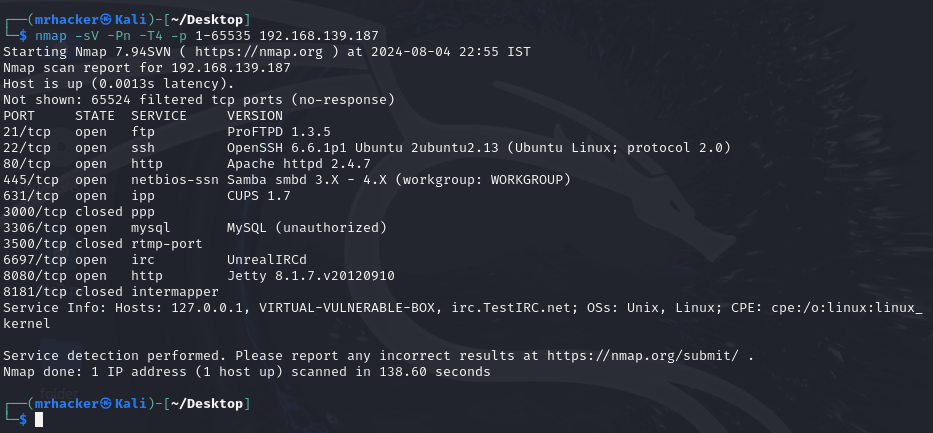 ┌──(mrhacker㉿Kali)-[~/Desktop]
└─$ nmap -sV -Pn -T4 -p 1-65535 192.168.139.187
Starting Nmap 7.94SVN ( https://nmap.org ) at 2024-08-04 22:55 IST
Nmap scan report for 192.168.139.187
Host is up (0.0013s latency).
Not shown: 65524 filtered tcp ports (no-response)
PORT     STATE  SERVICE     VERSION
21/tcp   open   ftp         ProFTPD 1.3.5
22/tcp   open   ssh         OpenSSH 6.6.1p1 Ubuntu 2ubuntu2.13 (Ubuntu Linux; protocol 2.0)
80/tcp   open   http        Apache httpd 2.4.7
445/tcp  open   netbios-ssn Samba smbd 3.X - 4.X (workgroup: WORKGROUP)
631/tcp  open   ipp         CUPS 1.7
3000/tcp closed ppp
3306/tcp open   mysql       MySQL (unauthorized)
3500/tcp closed rtmp-port
6697/tcp open   irc         UnrealIRCd
8080/tcp open   http        Jetty 8.1.7.v20120910
8181/tcp closed intermapper
Service Info: Hosts: 127.0.0.1, VIRTUAL-VULNERABLE-BOX, irc.TestIRC.net; OSs: Unix, Linux; CPE: cpe:/o:linux:linux_
kernel

Service detection performed. Please report any incorrect results at https://nmap.org/submit/ .
Nmap done: 1 IP address (1 host up) scanned in 138.60 seconds
folder
┌──(mrhacker㉿Kali)-[~/Desktop]
└─$